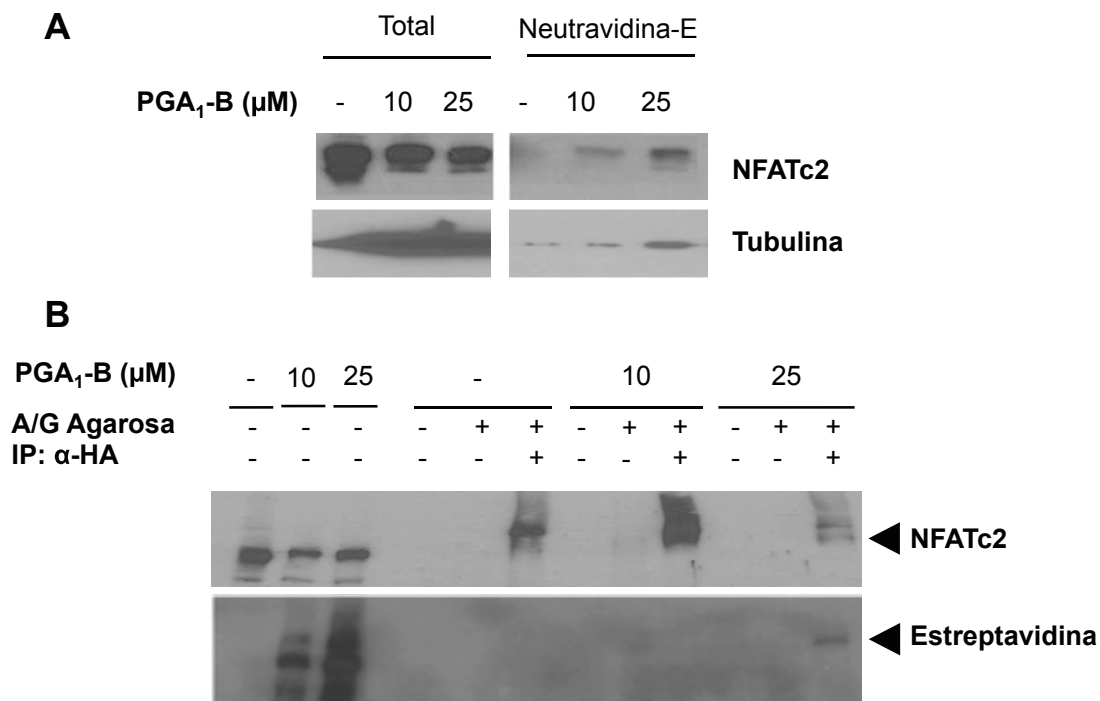 A
Total Neutravidina-E
PGA₁-B (µM) - 10 25 - 10 25
NFATc2
Tubulina
B
PGA₁-B (µM) - 10 25 - 10 25
A/G Agarosa - - - - + + - + + - + +
IP: α-HA - - - - - + - - + - - +
NFATc2
Estreptavidina